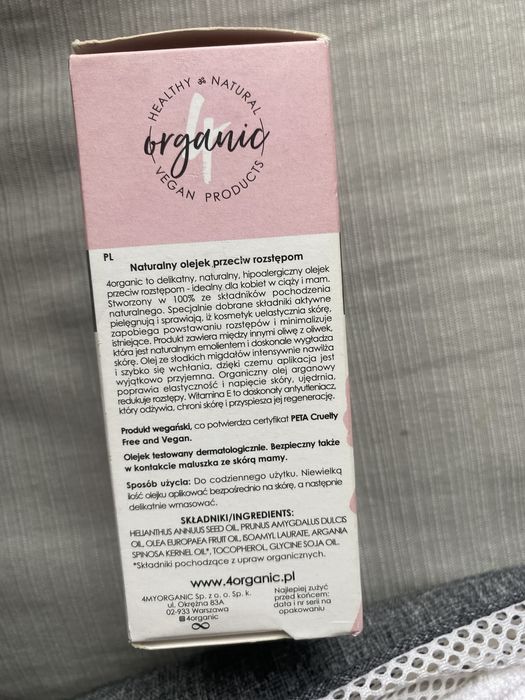 HEALTHY & NATURAL
4
organic
VEGAN PRODUCTS
PL
Naturalny olejek przeciw rozstępom
4organic to delikatny, naturalny, hipoalergiczny olejek
przeciw rozstępom - idealny dla kobiet w ciąży i mam.
Stworzony w 100% ze składników pochodzenia
naturalnego. Specjalnie dobrane składniki aktywne
pielęgnują i sprawiają, iż kosmetyk uelastycznia skórę,
zapobiega powstawaniu rozstępów i minimalizuje
istniejące. Produkt zawiera między innymi oliwę z oliwek,
która jest naturalnym emolientem i doskonale wygładza
skórę. Olej ze słodkich migdałów intensywnie nawilża
i szybko się wchłania, dzięki czemu aplikacja jest
wyjątkowo przyjemna. Organiczny olej arganowy
poprawia elastyczność i napięcie skóry, ujędrnia,
redukuje rozstępy. Witamina E to doskonały antyutleniacz,
który odżywia, chroni skórę i przyspiesza jej regenerację.
Produkt wegański, co potwierdza certyfikat PETA Cruelty
Free and Vegan.
Olejek testowany dermatologicznie. Bezpieczny także
w kontakcie maluszka ze skórą mamy.
Sposób użycia: Do codziennego użytku. Niewielką
ilość olejku aplikować bezpośrednio na skórę, a następnie
delikatnie wmasować.
SKŁADNIKI/INGREDIENTS:
HELIANTHUS ANNUUS SEED OIL, PRUNUS AMYGDALUS DULCIS
OIL, OLEA EUROPAEA FRUIT OIL, ISOAMYL LAURATE, ARGANIA
SPINOSA KERNEL OIL*, TOCOPHEROL, GLYCINE SOJA OIL.
*Składniki pochodzące z upraw organicznych.
www.4organic.pl
4MYORGANIC Sp. z o. o. Sp. k.
ul. Okrężna 83A
02-933 Warszawa
4organic
Najlepiej zużyć
przed końcem:
data i nr serii na
opakowaniu